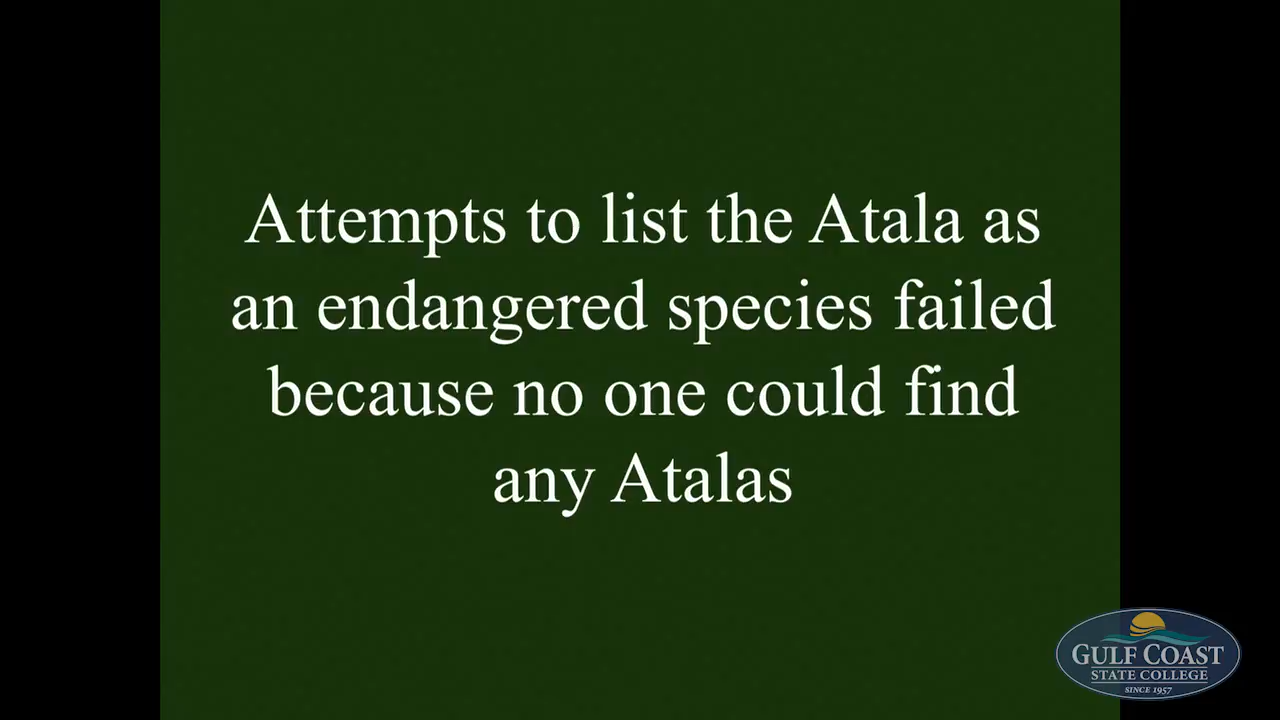 Attempts to list the Atala as
an endangered species failed
because no one could find
any Atalas
GULF COAST
STATE COLLEGE
SINCE 1957